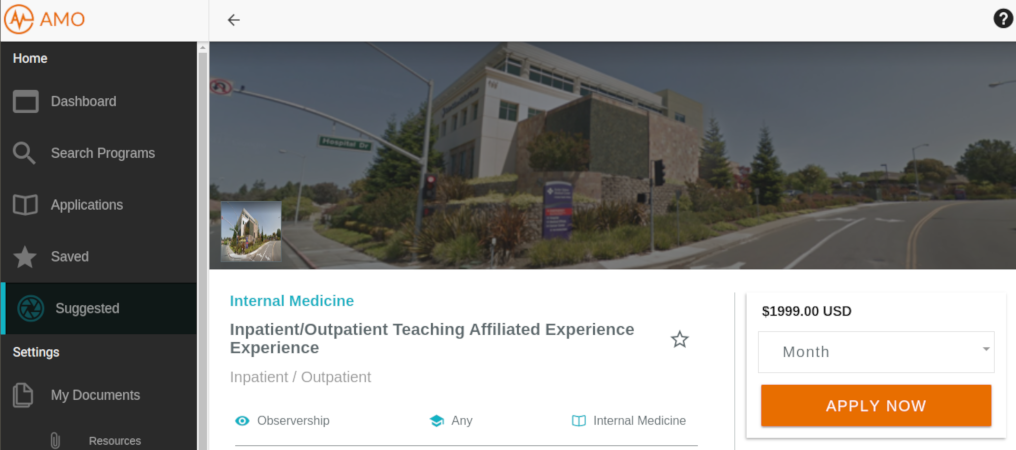 AMO
Home
Dashboard
Search Programs
Applications
Saved
Suggested
Settings
My Documents
Resources
Hospital Dr
Internal Medicine
Inpatient/Outpatient Teaching Affiliated Experience
Experience
Inpatient / Outpatient
Observership
Any
Internal Medicine
$1999.00 USD
Month
APPLY NOW